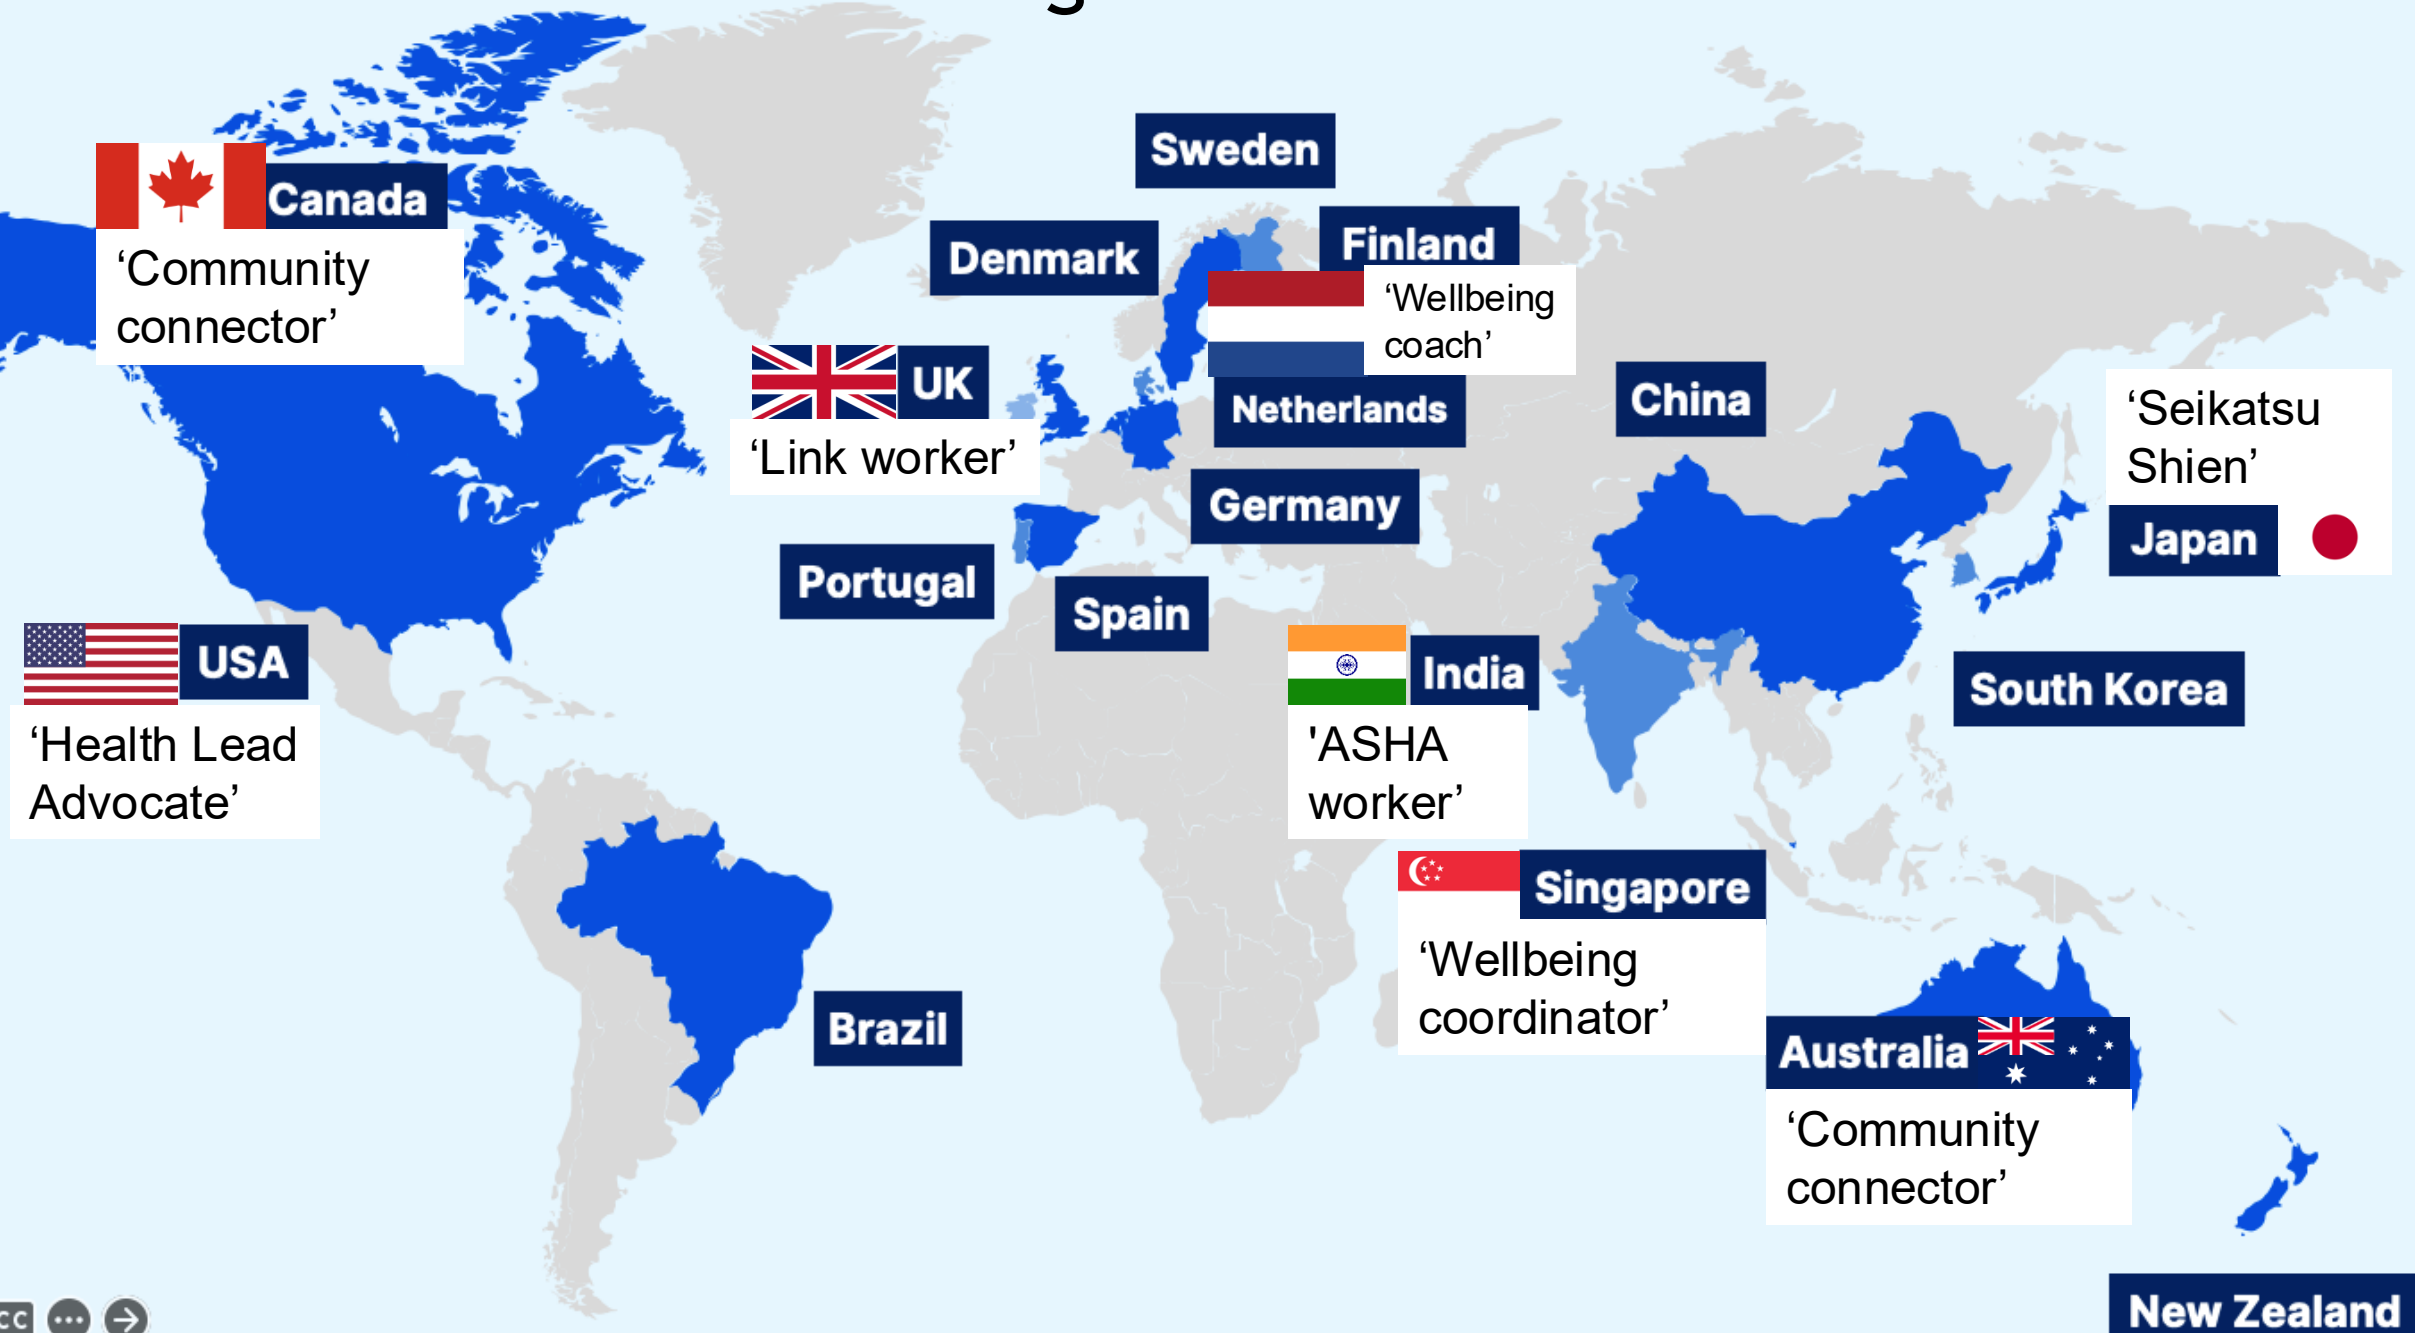 Sweden
Canada
Denmark
Finland
‘Community
connector’
‘Wellbeing
coach’
UK
Netherlands
China
‘Seikatsu
Shien’
‘Link worker’
Germany
Japan
Portugal
Spain
USA
India
South Korea
‘Health Lead
Advocate’
'ASHA
worker’
Singapore
‘Wellbeing
coordinator’
Brazil
Australia
‘Community
connector’
New Zealand
CC